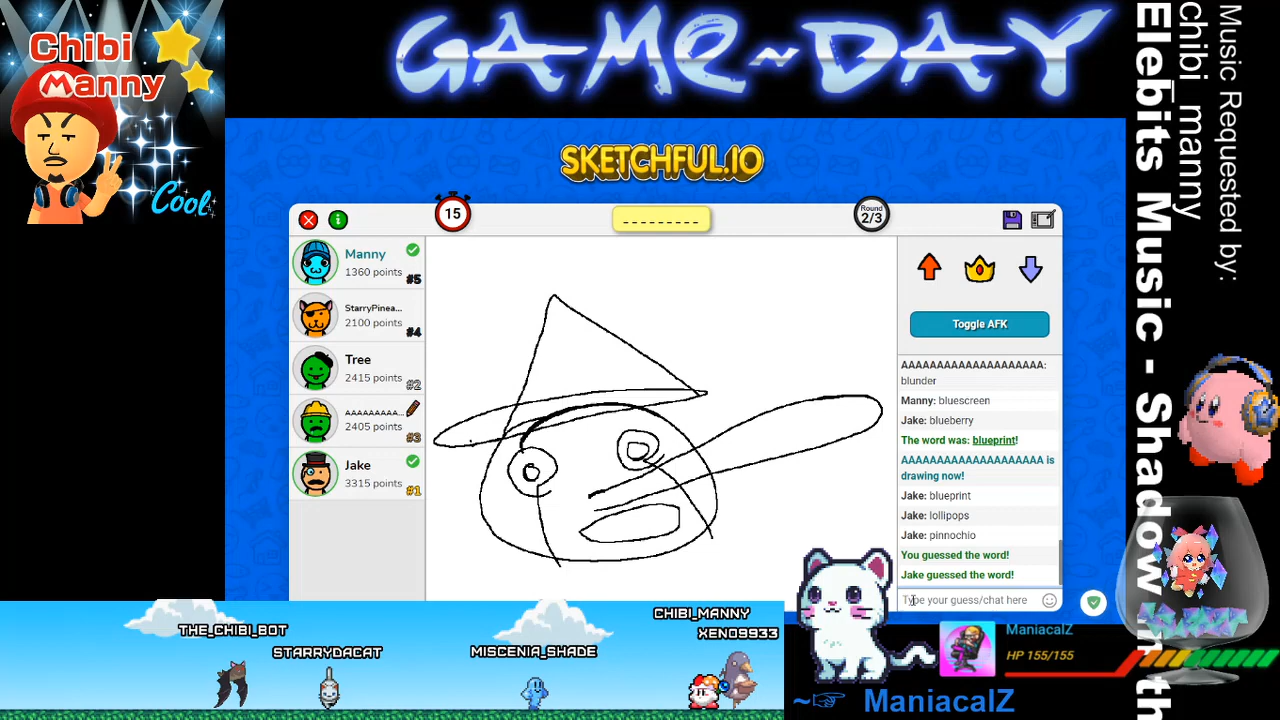 Chibi
Manny
Cool
GAME~DAY
Music Requested by:
chibi_manny
Elebits Music - Shadow in th
SKETCHFUL.IO
15
_ _ _ _ _ _ _ _ _
Round
2/3
Manny
1360 points
#5
StarryPinea...
2100 points
#4
Tree
2415 points
#2
AAAAAAAAA...
2405 points
#3
Jake
3315 points
#1
Toggle AFK
AAAAAAAAAAAAAAAAAAAA:
blunder
Manny: bluescreen
Jake: blueberry
The word was: blueprint!
AAAAAAAAAAAAAAAAAAAA is
drawing now!
Jake: blueprint
Jake: lollipops
Jake: pinnochio
You guessed the word!
Jake guessed the word!
Type your guess/chat here
THE_CHIBI_BOT
STARRYDACAT
MISCENIA_SHADE
CHIBI_MANNY
XENO9933
ManiacalZ
HP 155/155
~☞ ManiacalZ